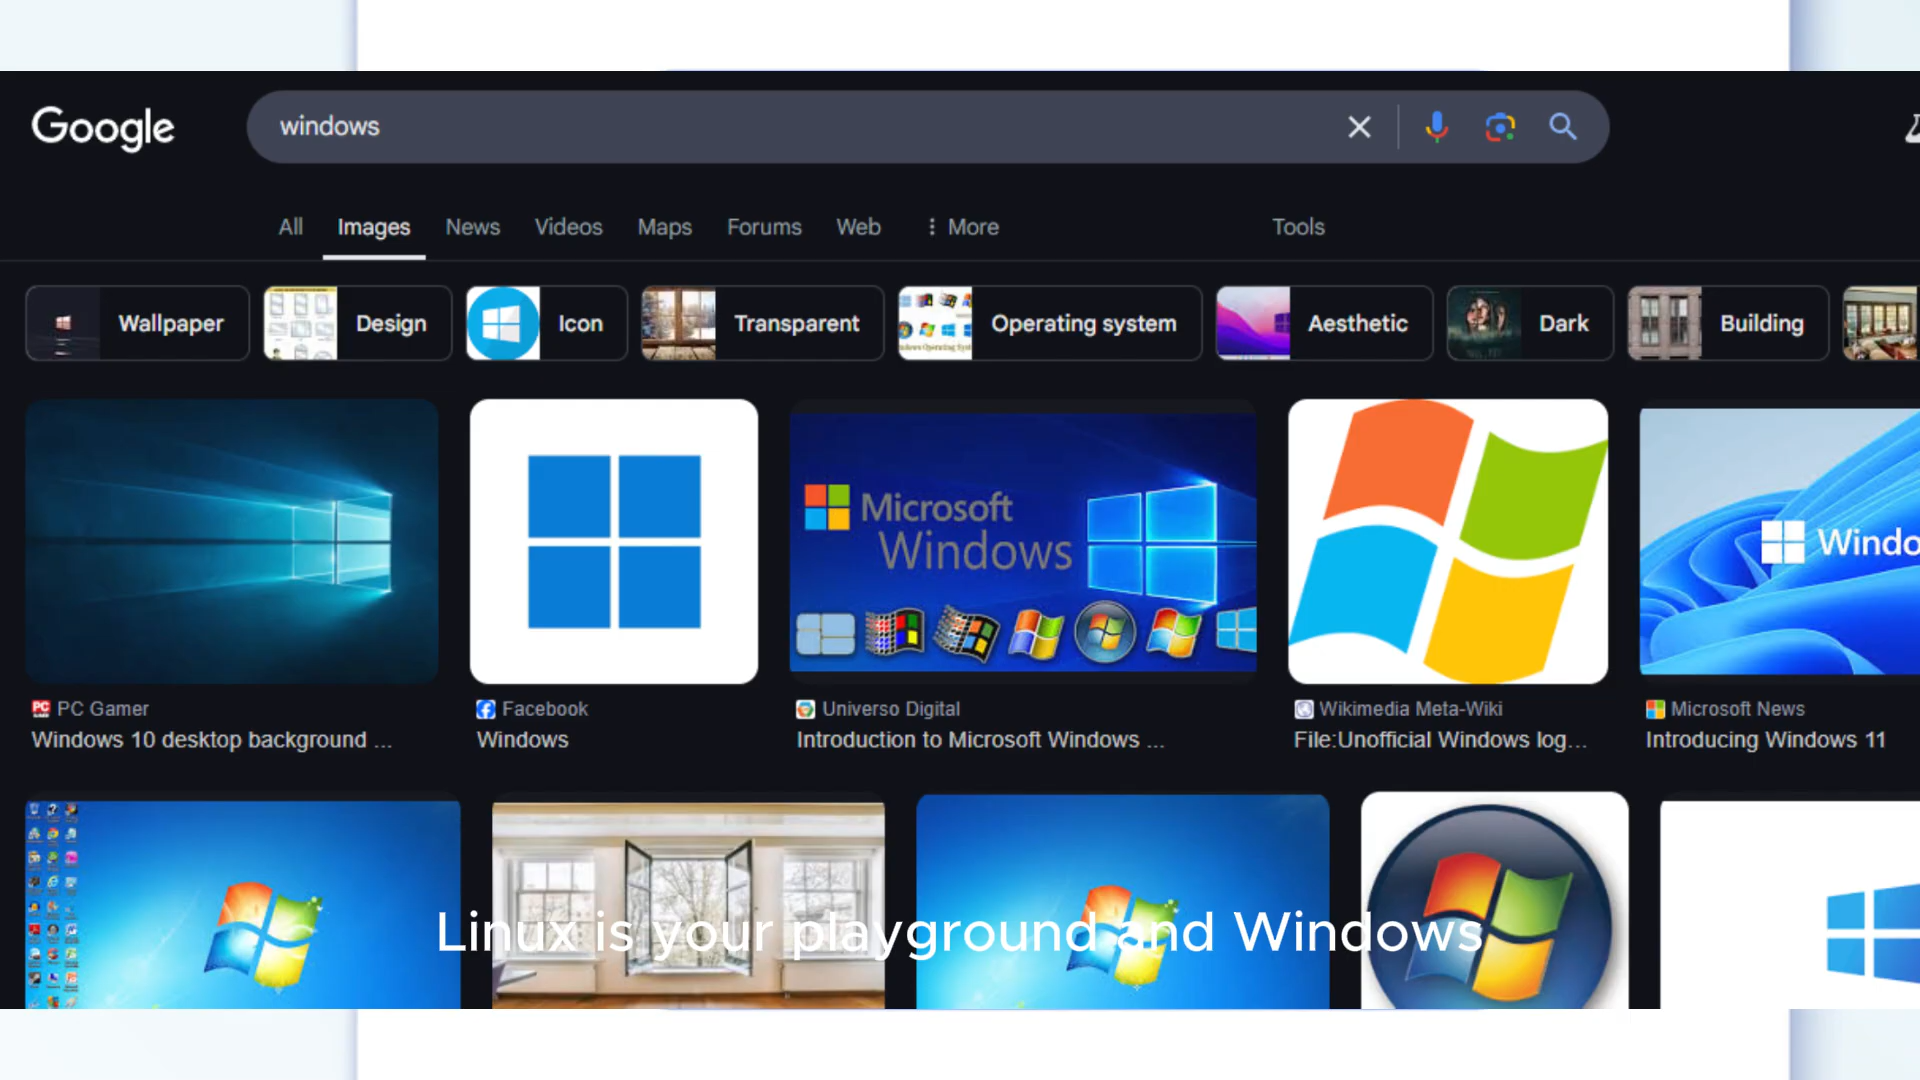 Google
windows
All Images News Videos Maps Forums Web More Tools
Wallpaper Design Icon Transparent Operating system Aesthetic Dark Building
Microsoft
Windows
Windo
PC Gamer
Windows 10 desktop background ...
Facebook
Windows
Universo Digital
Introduction to Microsoft Windows ...
Wikimedia Meta-Wiki
File:Unofficial Windows log...
Microsoft News
Introducing Windows 11
Linux is your playground and Windows